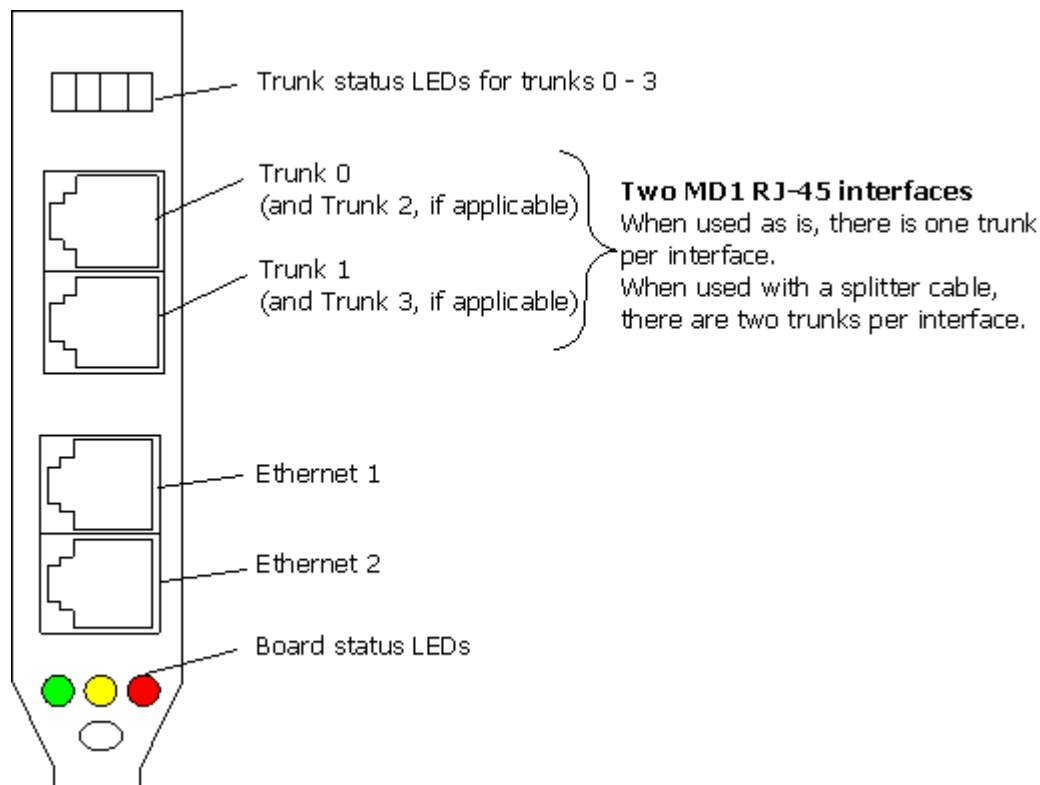 Trunk status LEDs for trunks 0 - 3
Trunk 0
(and Trunk 2, if applicable)
Trunk 1
(and Trunk 3, if applicable)
Two MD1 RJ-45 interfaces
When used as is, there is one trunk
per interface.
When used with a splitter cable,
there are two trunks per interface.
Ethernet 1
Ethernet 2
Board status LEDs